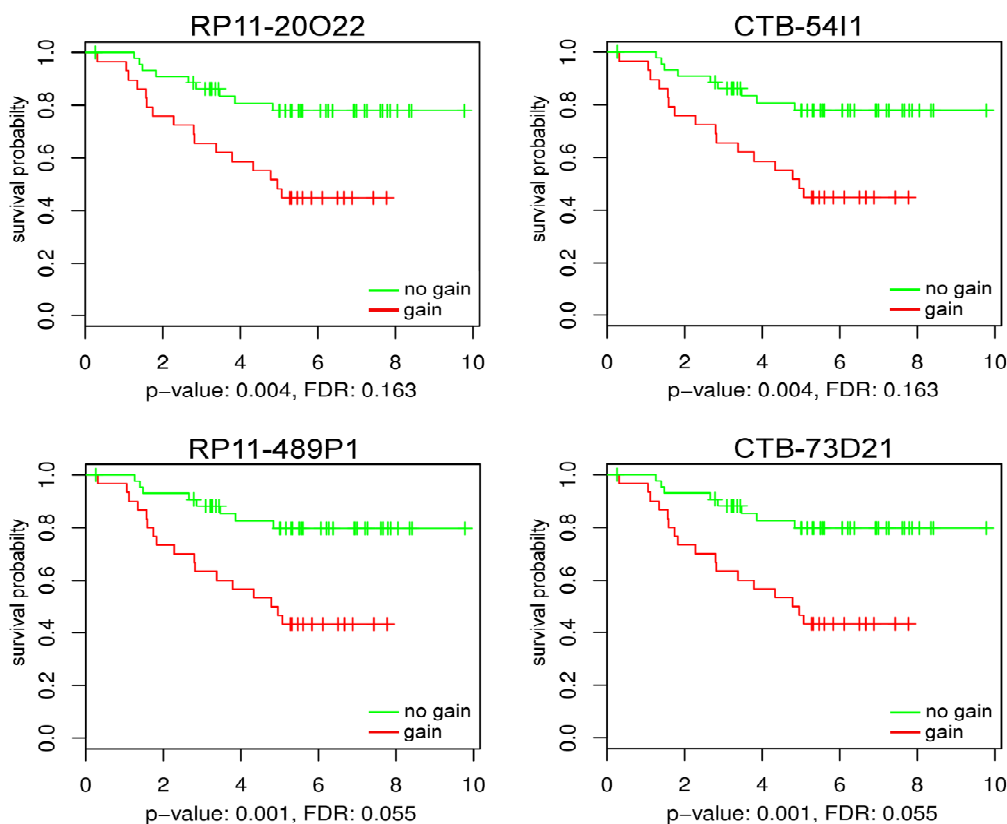 RP11-20O22
survival probabilty
1.0
0.8
0.6
0.4
0.2
0.0
no gain
gain
0 2 4 6 8 10
p-value: 0.004, FDR: 0.163
CTB-54I1
survival probabilty
1.0
0.8
0.6
0.4
0.2
0.0
no gain
gain
0 2 4 6 8 10
p-value: 0.004, FDR: 0.163
RP11-489P1
survival probabilty
1.0
0.8
0.6
0.4
0.2
0.0
no gain
gain
0 2 4 6 8 10
p-value: 0.001, FDR: 0.055
CTB-73D21
survival probabilty
1.0
0.8
0.6
0.4
0.2
0.0
no gain
gain
0 2 4 6 8 10
p-value: 0.001, FDR: 0.055